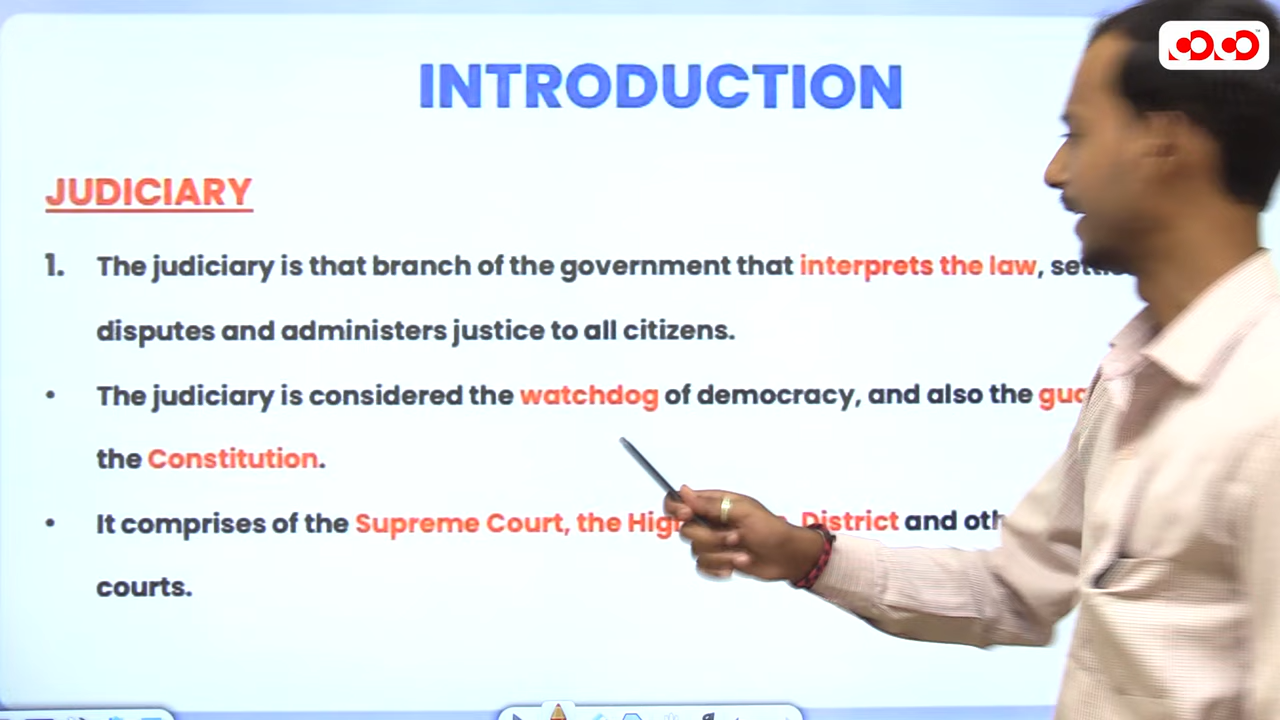 INTRODUCTION
JUDICIARY
1. The judiciary is that branch of the government that interprets the law,
disputes and administers justice to all citizens.
• The judiciary is considered the watchdog of democracy, and also the
the Constitution.
• It comprises of the Supreme Court, the District and
courts.